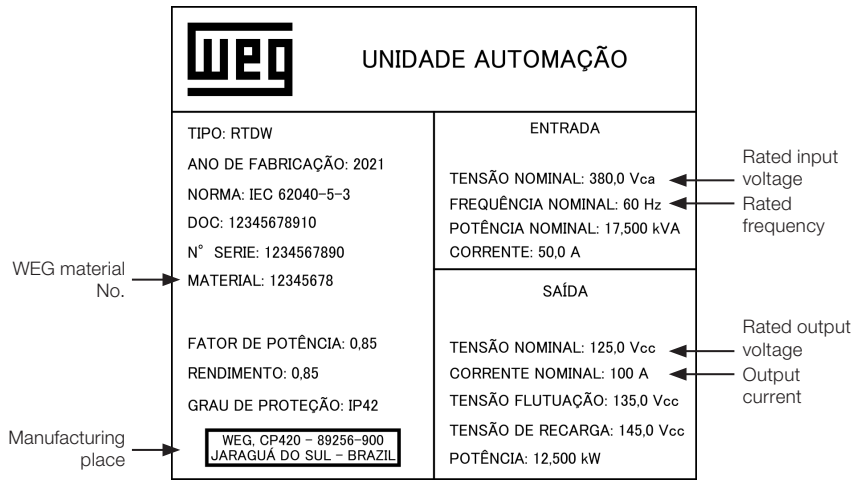 weg
UNIDADE AUTOMAÇÃO
TIPO: RTDW
ANO DE FABRICAÇÃO: 2021
NORMA: IEC 62040-5-3
DOC: 12345678910
N° SERIE: 1234567890
MATERIAL: 12345678
FATOR DE POTÊNCIA: 0,85
RENDIMENTO: 0,85
GRAU DE PROTEÇÃO: IP42
WEG, CP420 - 89256-900
JARAGUÁ DO SUL - BRAZIL
ENTRADA
TENSÃO NOMINAL: 380,0 Vca
FREQUÊNCIA NOMINAL: 60 Hz
POTÊNCIA NOMINAL: 17,500 kVA
CORRENTE: 50,0 A
SAÍDA
TENSÃO NOMINAL: 125,0 Vcc
CORRENTE NOMINAL: 100 A
TENSÃO FLUTUAÇÃO: 135,0 Vcc
TENSÃO DE RECARGA: 145,0 Vcc
POTÊNCIA: 12,500 kW
WEG material
No.
Manufacturing
place
Rated input
voltage
Rated
frequency
Rated output
voltage
Output
current